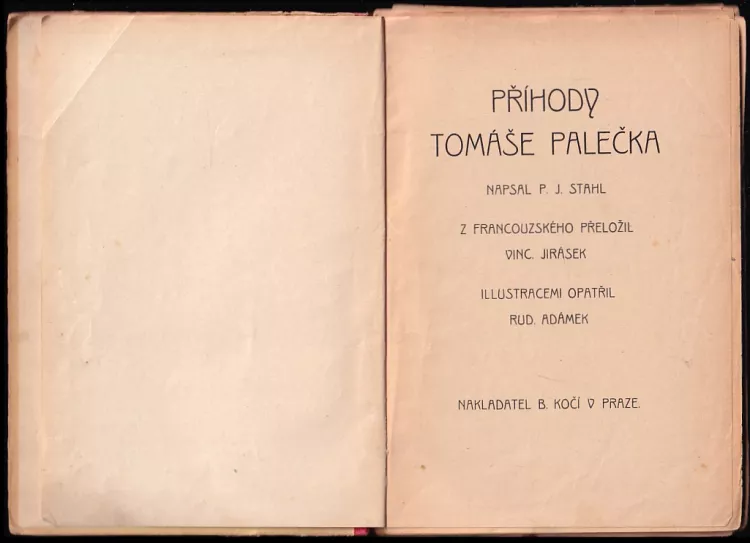 PŘÍHODY
TOMÁŠE PALEČKA
NAPSAL P. J. STAHL
Z FRANCOUZSKÉHO PŘELOŽIL
VINC. JIRÁSEK
ILLUSTRACEMI OPATŘIL
RUD. ADÁMEK
NAKLADATEL B. KOČÍ V PRAZE.